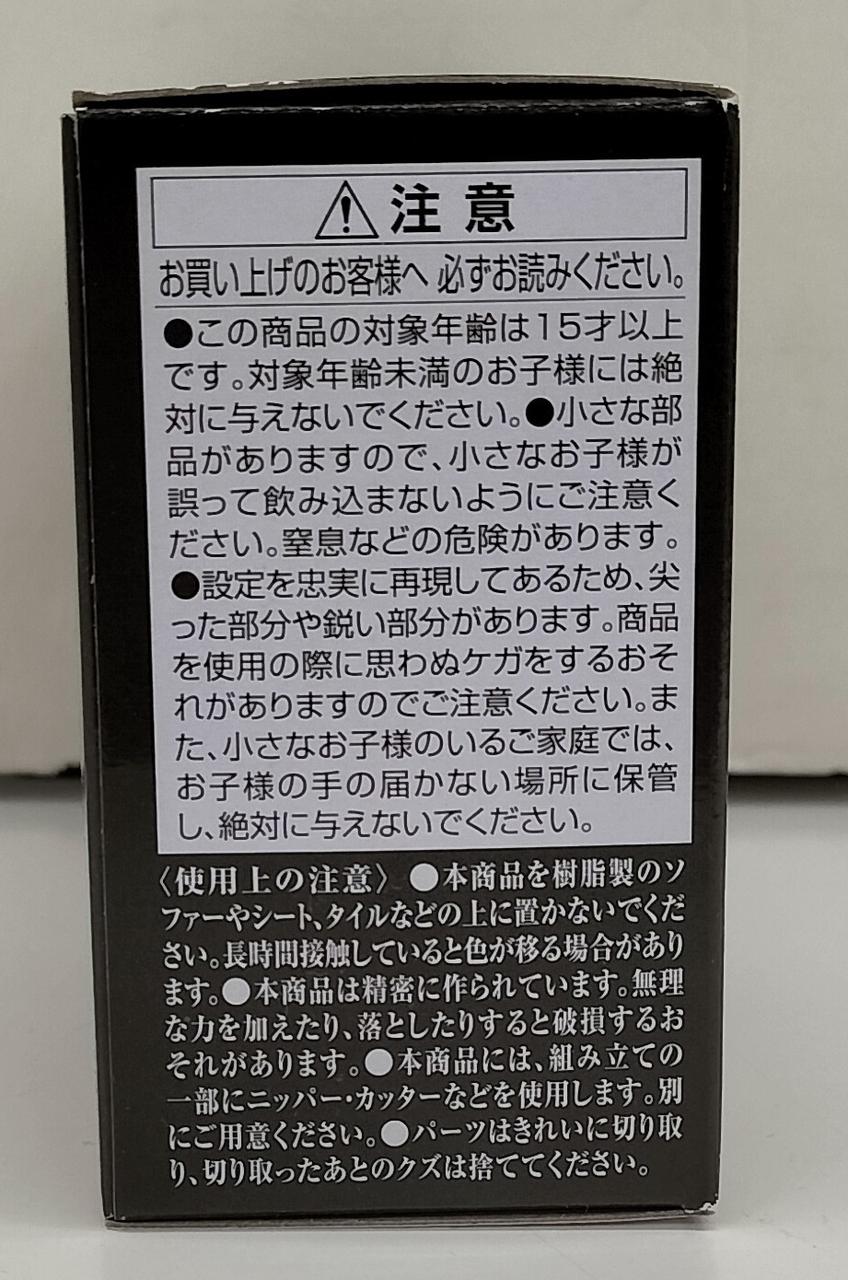 ⚠注意
お買い上げのお客様へ 必ずお読みください。
●この商品の対象年齢は15才以上
です。対象年齢未満のお子様には絶
対に与えないでください。●小さな部
品がありますので、小さなお子様が
誤って飲み込まないようにご注意く
ださい。窒息などの危険があります。
●設定を忠実に再現してあるため、尖
った部分や鋭い部分があります。商品
を使用の際に思わぬケガをするおそ
れがありますのでご注意ください。ま
た、小さなお子様のいるご家庭では、
お子様の手の届かない場所に保管
し、絶対に与えないでください。
〈使用上の注意〉 ●本商品を樹脂製のソ
ファーやシート、タイルなどの上に置かないでくだ
さい。長時間接触していると色が移る場合があり
ます。●本商品は精密に作られています。無理
な力を加えたり、落としたりすると破損するお
それがあります。●本商品には、組み立ての
一部にニッパー・カッターなどを使用します。別
にご用意ください。●パーツはきれいに切り取
り、切り取ったあとのクズは捨ててください。